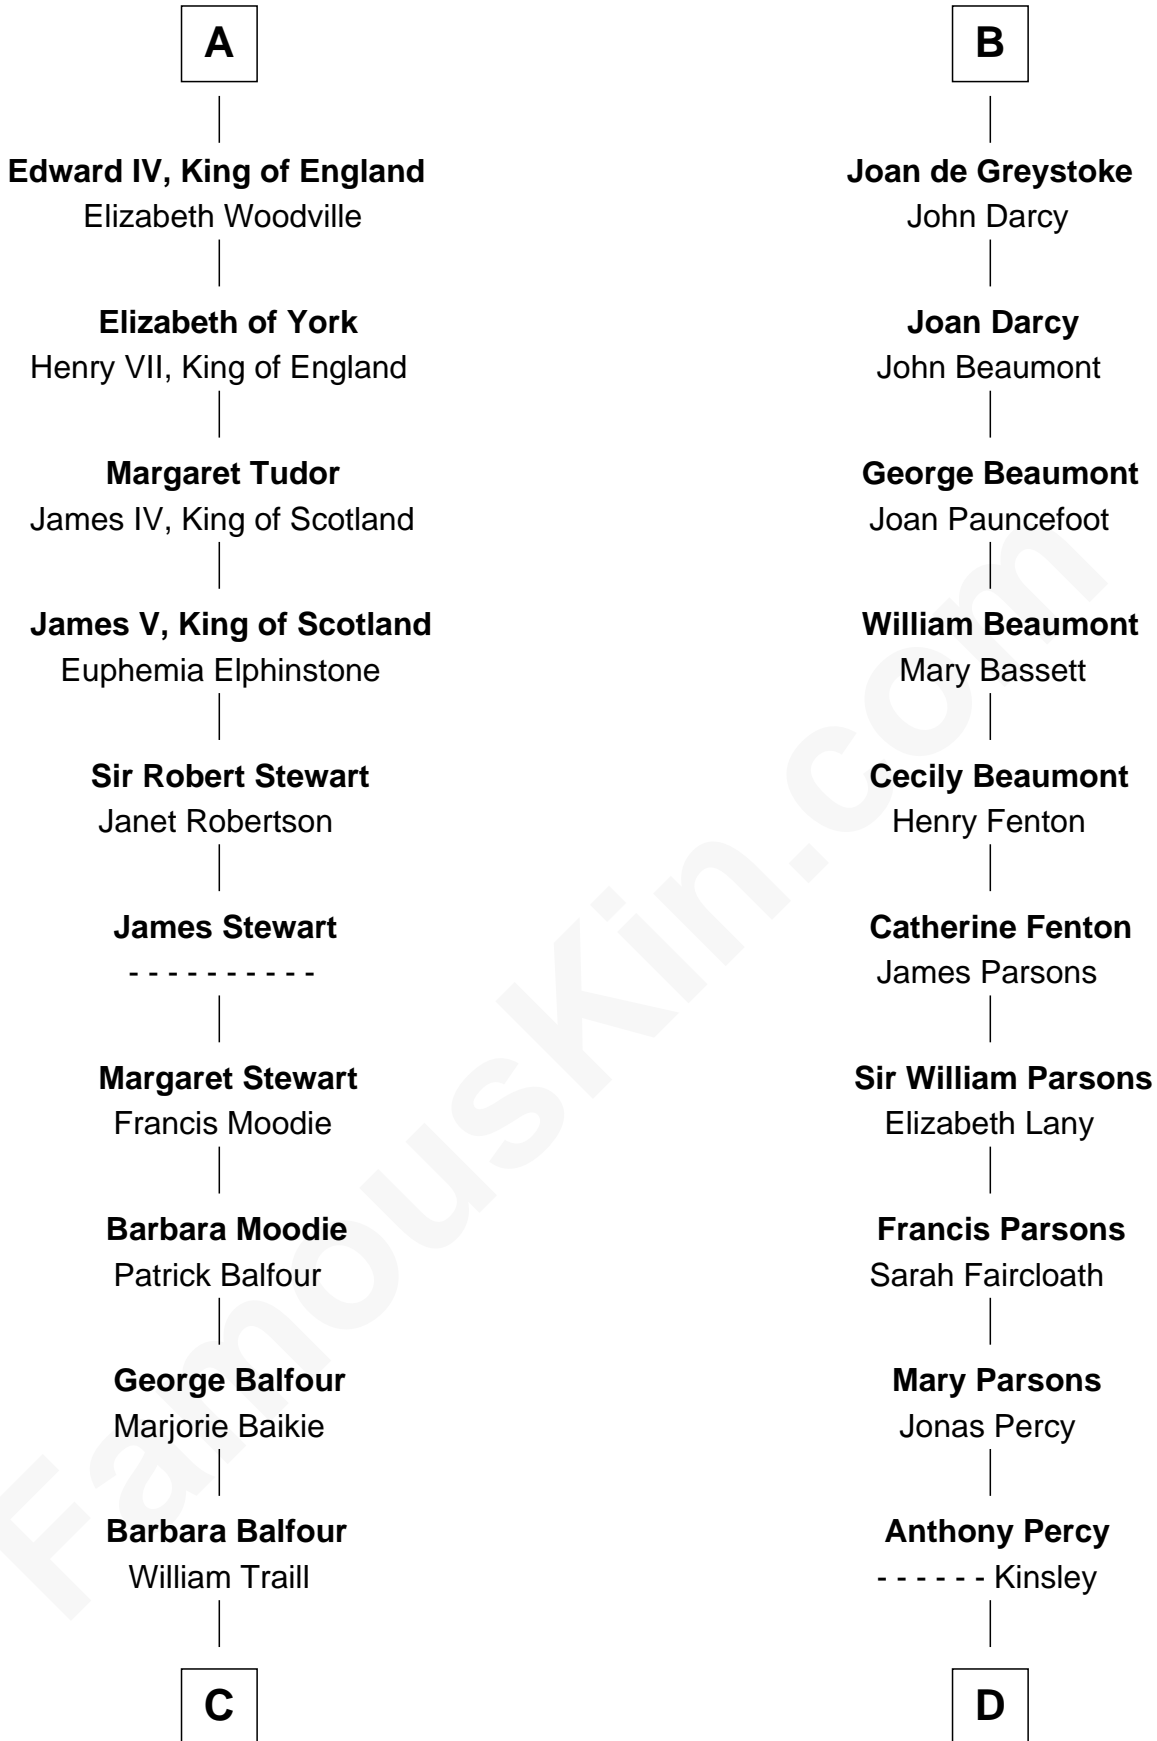 A
Edward IV, King of England
Elizabeth Woodville
Elizabeth of York
Henry VII, King of England
Margaret Tudor
James IV, King of Scotland
James V, King of Scotland
Euphemia Elphinstone
Sir Robert Stewart
Janet Robertson
James Stewart
- - - - - - - - - -
Margaret Stewart
Francis Moodie
Barbara Moodie
Patrick Balfour
George Balfour
Marjorie Baikie
Barbara Balfour
William Traill
C
B
Joan de Greystoke
John Darcy
Joan Darcy
John Beaumont
George Beaumont
Joan Pauncefoot
William Beaumont
Mary Bassett
Cecily Beaumont
Henry Fenton
Catherine Fenton
James Parsons
Sir William Parsons
Elizabeth Lany
Francis Parsons
Sarah Faircloath
Mary Parsons
Jonas Percy
Anthony Percy
- - - - - - Kinsley
D
FamousKin.com